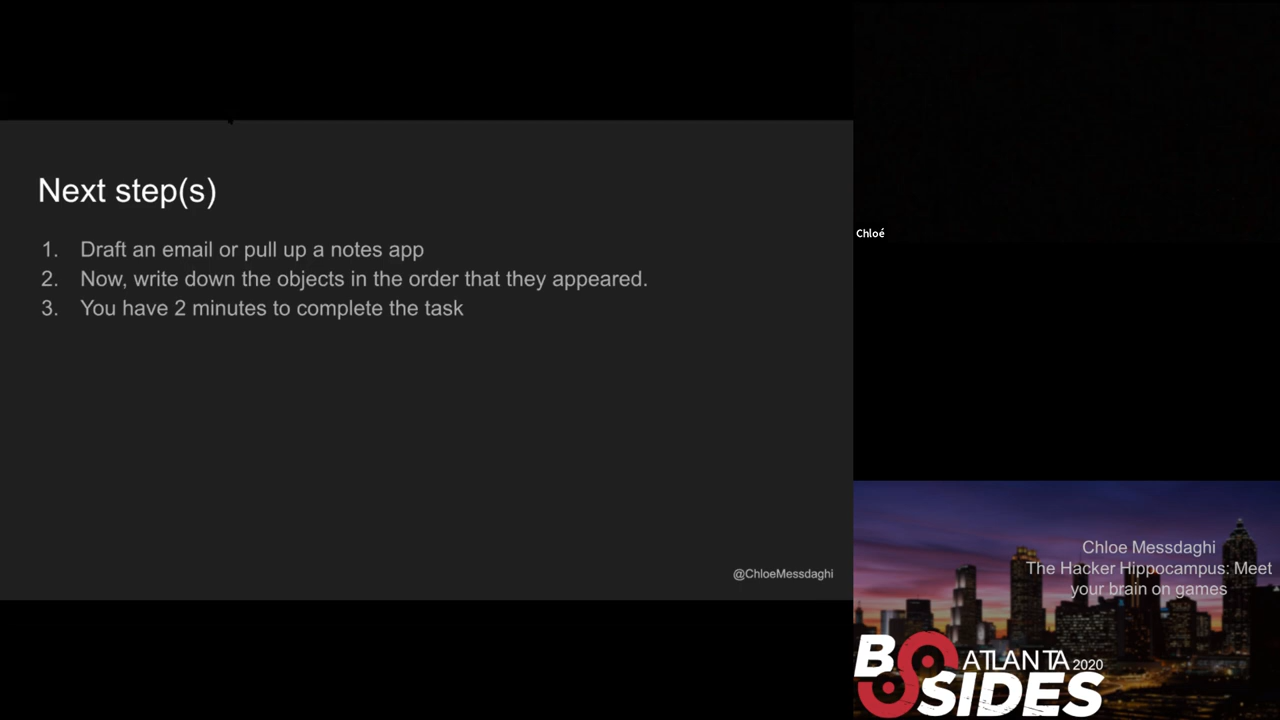 Next step(s)
1. Draft an email or pull up a notes app
2. Now, write down the objects in the order that they appeared.
3. You have 2 minutes to complete the task
@ChloeMessdaghi
Chloé
Chloe Messdaghi
The Hacker Hippocampus: Meet
your brain on games
BSIDES
ATLANTA 2020